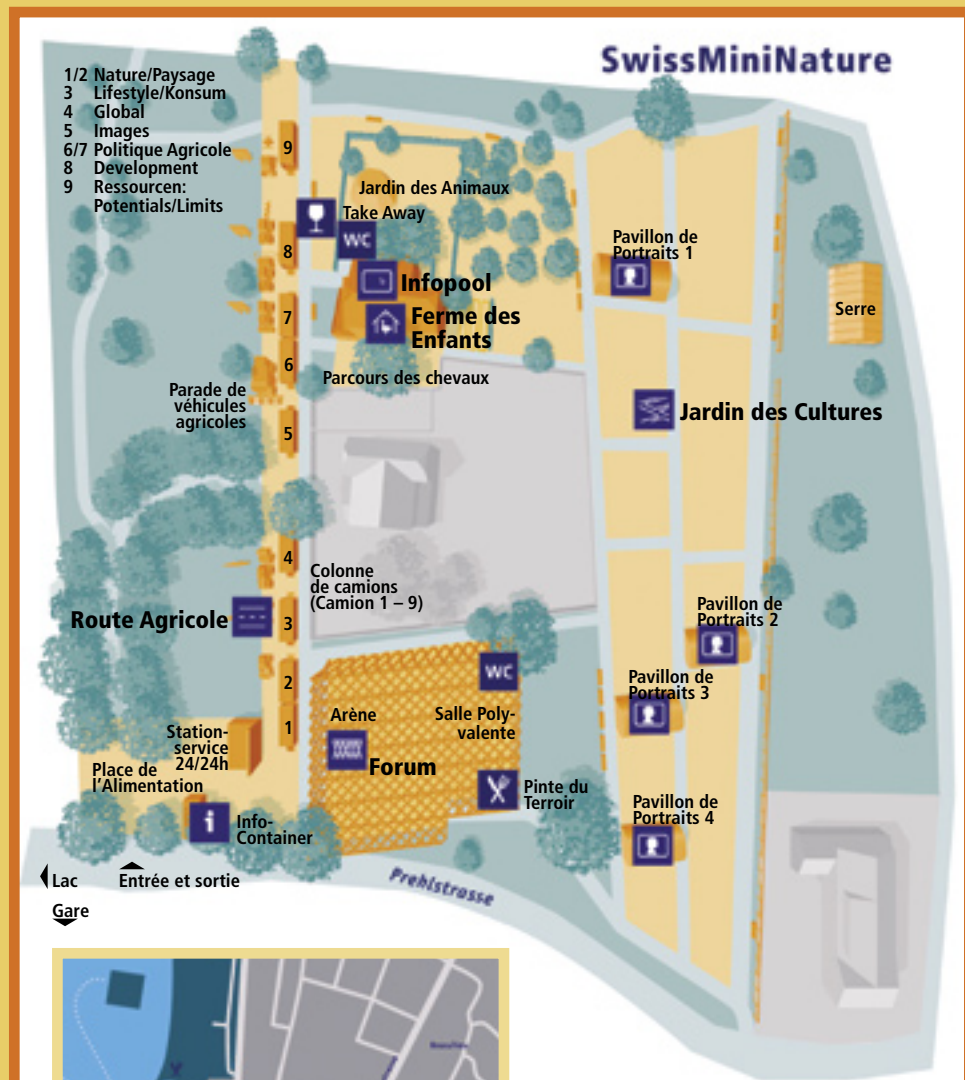 SwissMiniNature
1/2 Nature/Paysage
3 Lifestyle/Konsum
4 Global
5 Images
6/7 Politique Agricole
8 Development
9 Ressourcen:
Potentials/Limits
9
Jardin des Animaux
Take Away
WC
8
Infopool
Ferme des
Enfants
7
6
Parcours des chevaux
Parade de
véhicules
agricoles
5
Pavillon de
Portraits 1
Serre
Jardin des Cultures
4
Colonne
de camions
(Camion 1 – 9)
Route Agricole
3
2
1
WC
Arène
Salle Poly-
valente
Forum
Station-
service
24/24h
Place de
l'Alimentation
i
Info-
Container
Pinte du
Terroir
Pavillon de
Portraits 2
Pavillon de
Portraits 3
Pavillon de
Portraits 4
Lac
Entrée et sortie
Gare
Prehlstrasse